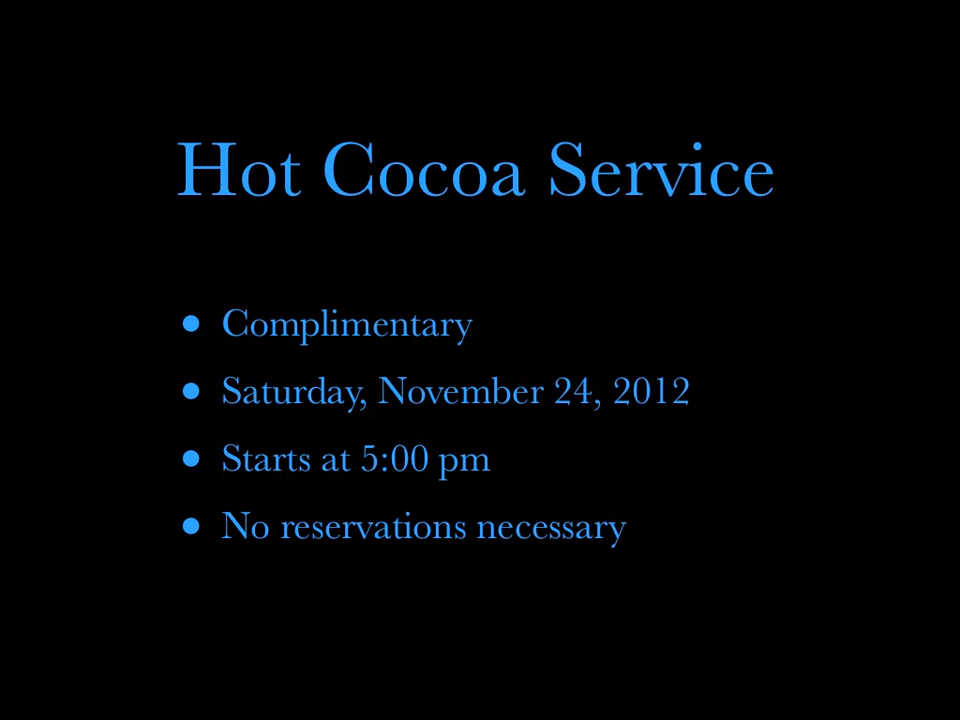 Hot Cocoa Service
• Complimentary
• Saturday, November 24, 2012
• Starts at 5:00 pm
• No reservations necessary